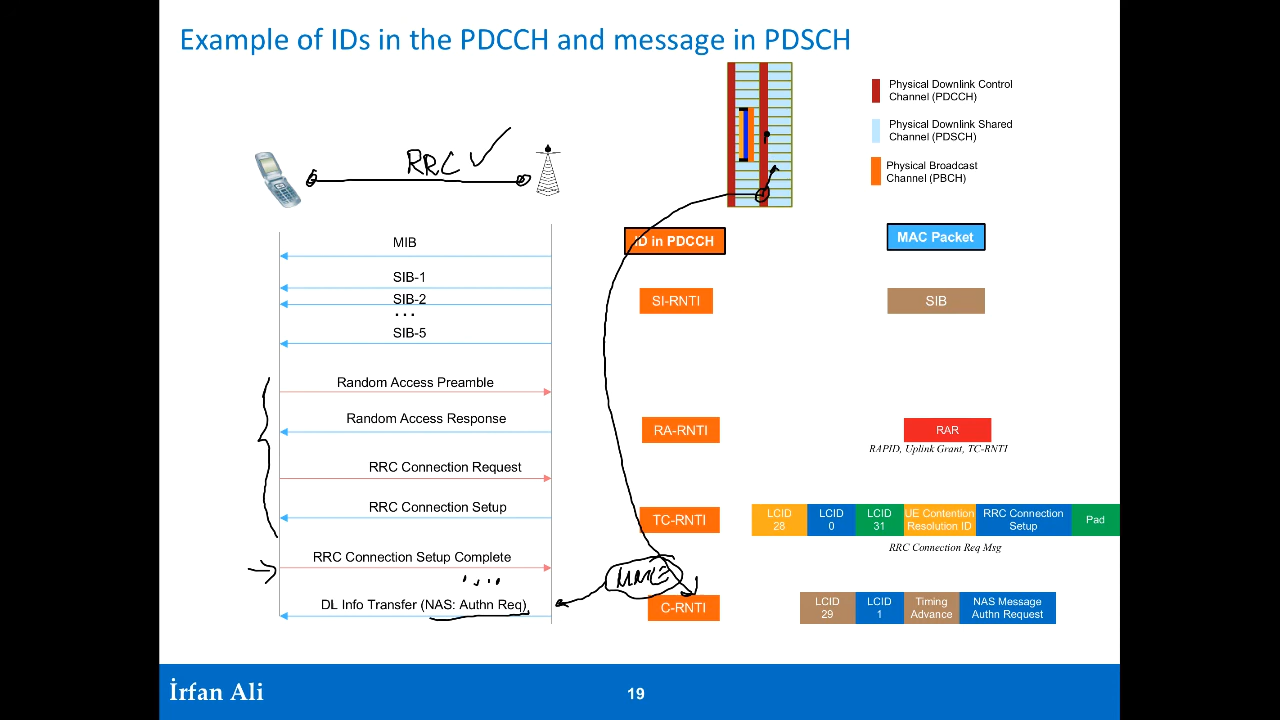 Example of IDs in the PDCCH and message in PDSCH
Physical Downlink Control
Channel (PDCCH)
Physical Downlink Shared
Channel (PDSCH)
Physical Broadcast
Channel (PBCH)
RRC
ID in PDCCH
MAC Packet
MIB
SIB-1
SIB-2
...
SIB-5
SI-RNTI
SIB
Random Access Preamble
Random Access Response
RA-RNTI
RAR
RAPID, Uplink Grant, TC-RNTI
RRC Connection Request
RRC Connection Setup
TC-RNTI
LCID
28
LCID
0
LCID
31
UE Contention
Resolution ID
RRC Connection
Setup
Pad
RRC Connection Req Msg
RRC Connection Setup Complete
....
MME
DL Info Transfer (NAS: Authn Req)
C-RNTI
LCID
29
LCID
1
Timing
Advance
NAS Message
Authn Request
İrfan Ali
19